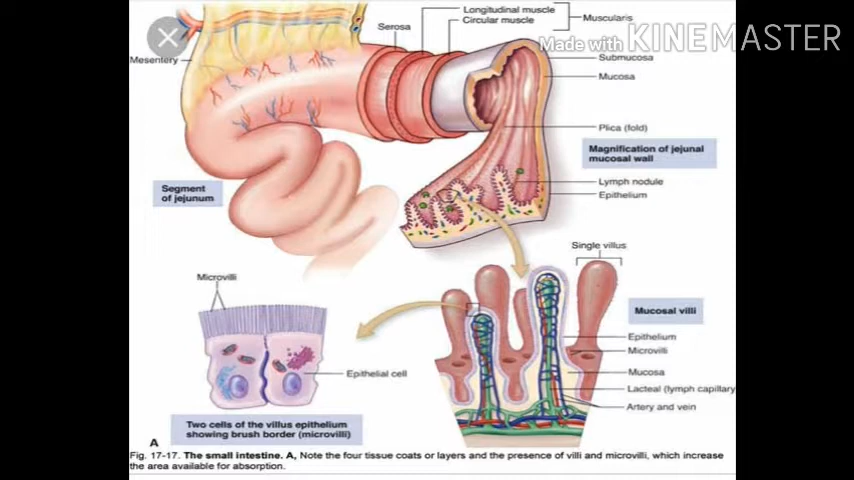 Longitudinal muscle
Circular muscle
Muscularis
Serosa
Made with KINEMASTER
Mesentery
Submucosa
Mucosa
Plica (fold)
Magnification of jejunal
mucosal wall
Lymph nodule
Epithelium
Segment
of jejunum
Single villus
Microvilli
Mucosal villi
Epithelium
Microvilli
Mucosa
Epithelial cell
Lacteal (lymph capillary)
Artery and vein
Two cells of the villus epithelium
showing brush border (microvilli)
A
Fig. 17-17. The small intestine. A, Note the four tissue coats or layers and the presence of villi and microvilli, which increase
the area available for absorption.